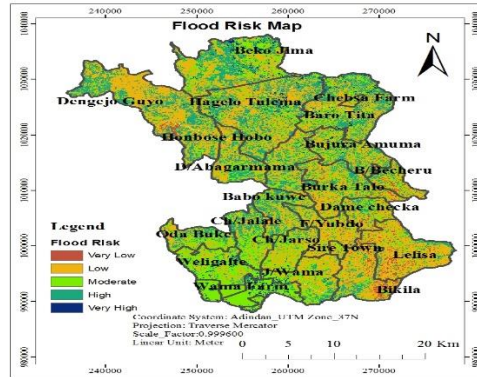 240000 250000 260000 270000
Flood Risk Map
N
Beko Jima
Dengejo Guyo
Hagelo Tulema
Chebsa Farm
Baro Tita
Honbose Hobo
Bujura Amuma
D/Abagarmama
B/Becheru
Burka Talo
Babo kuwe
Dame checka
Ch/Jalale
F/Yubdo
Oda Buke
Ch/Jarso
Sire Town
Lelisa
Weligalte
J/Wama
Wama Farm
Bikila
Legend
Flood Risk
Very Low
Low
Moderate
High
Very High
Coordinate System: Adindan_UTM Zone_37N
Projection: Traverse Mercator
Scale_Factor:0.999600
Linear Unit: Meter
0 5 10 20 Km
240000 250000 260000 270000